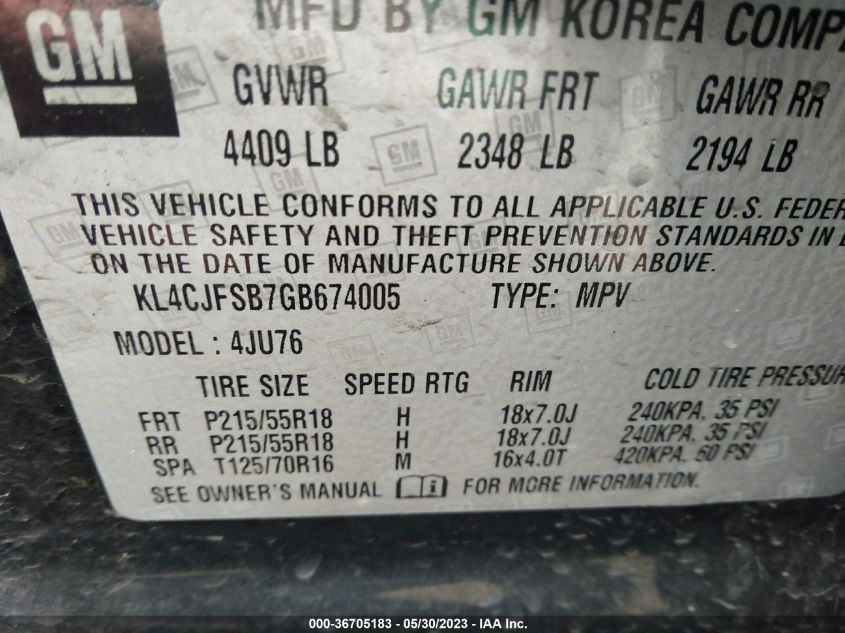 GM
MFD BY GM KOREA
GVWR GAWR FRT GAWR RR
4409 LB 2348 LB 2194 LB
THIS VEHICLE CONFORMS TO ALL APPLICABLE U.S.
VEHICLE SAFETY AND THEFT PREVENTION STANDARDS IN
ON THE DATE OF MANUFACTURE SHOWN ABOVE.
KL4CJFSB7GB674005 TYPE: MPV
MODEL : 4JU76
TIRE SIZE SPEED RTG RIM COLD TIRE
FRT P215/55R18 H 18x7.0J 240KPA. 35 PSI
RR P215/55R18 H 18x7.0J 240KPA. 35 PSI
SPA T125/70R16 M 16x4.0T 420KPA. 60 PSI
SEE OWNER'S MANUAL FOR MORE INFORMATION.
000-36705183 - 05/30/2023 - IAA Inc.